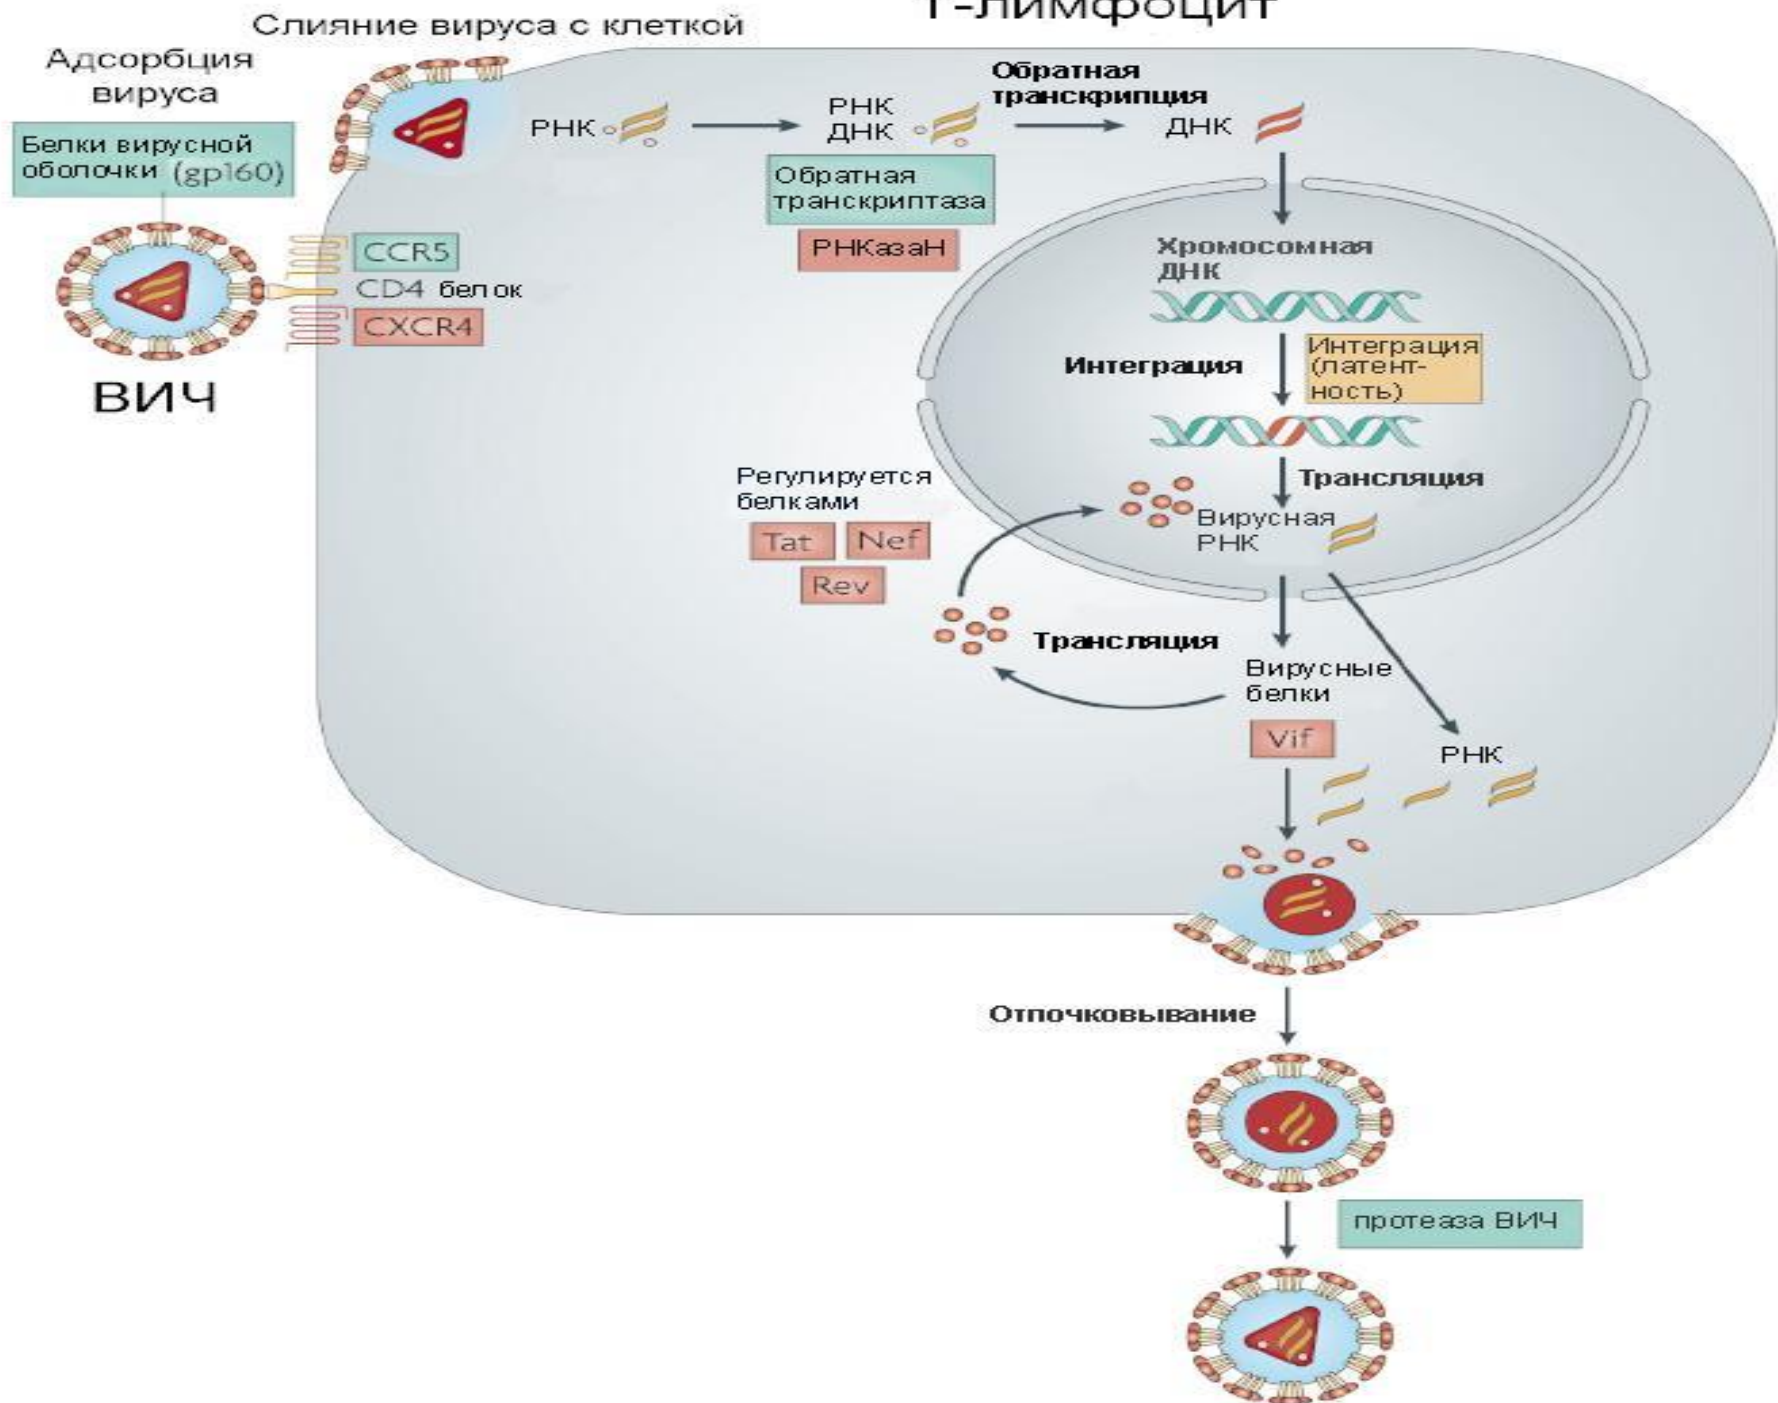 Т-лимфоцит
Слияние вируса с клеткой
Адсорбция
вируса
Белки вирусной
оболочки (gp160)
ВИЧ
CCR5
CD4 белок
CXCR4
РНК
РНК
ДНК
Обратная
транскрипция
ДНК
Обратная
транскриптаза
РНКазаН
Хромосомная
ДНК
Интеграция
Интеграция
(латент-
ность)
Трансляция
Вирусная
РНК
Регулируется
белками
Tat
Nef
Rev
Трансляция
Вирусные
белки
Vif
РНК
Отпочковывание
протеаза ВИЧ